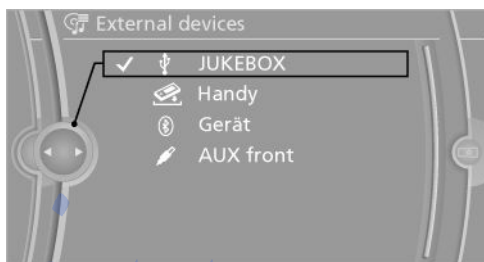 External devices
JUKEBOX
Handy
Gerät
AUX front